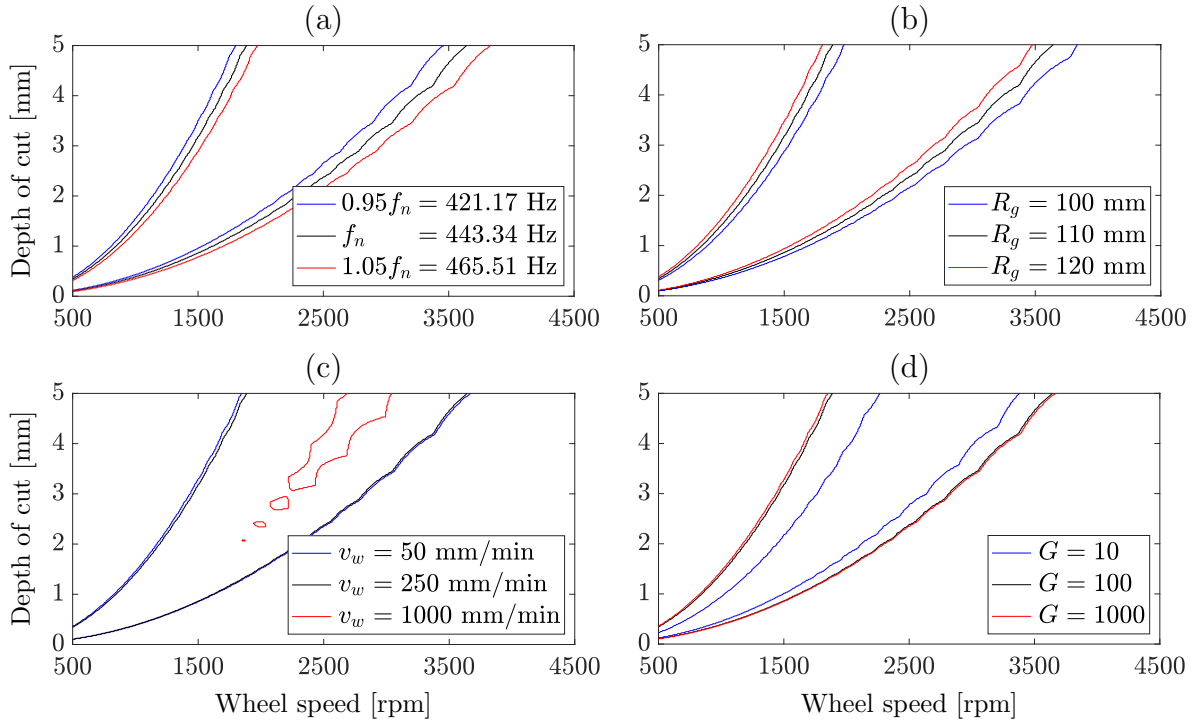 (a)
Depth of cut [mm]
5
4
3
2
1
0
500 1500 2500 3500 4500
0.95fₙ = 421.17 Hz
fₙ = 443.34 Hz
1.05fₙ = 465.51 Hz
(b)
5
4
3
2
1
0
500 1500 2500 3500 4500
R_g = 100 mm
R_g = 110 mm
R_g = 120 mm
(c)
Depth of cut [mm]
5
4
3
2
1
0
500 1500 2500 3500 4500
Wheel speed [rpm]
v_w = 50 mm/min
v_w = 250 mm/min
v_w = 1000 mm/min
(d)
5
4
3
2
1
0
500 1500 2500 3500 4500
Wheel speed [rpm]
G = 10
G = 100
G = 1000